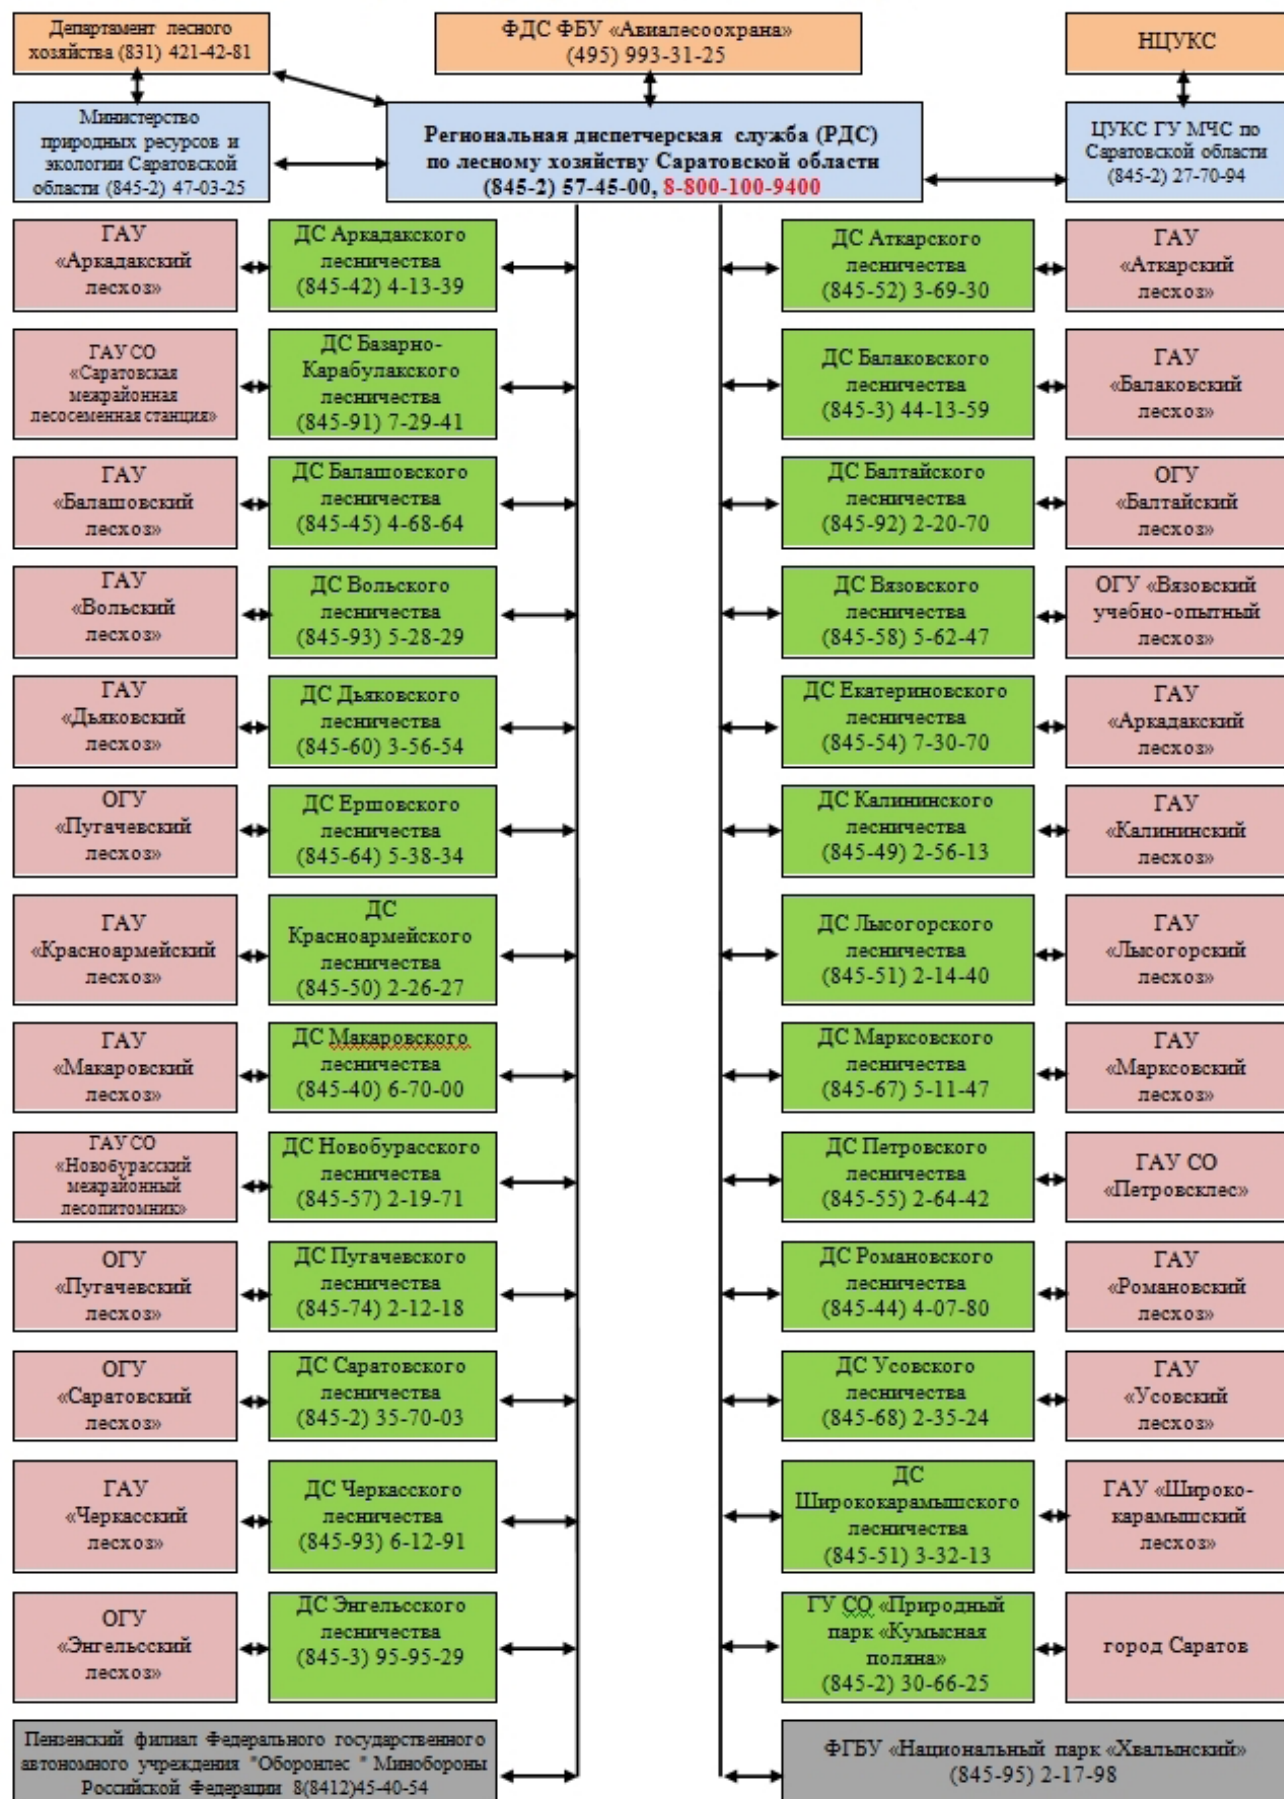 Департамент лесного
хозяйства (831) 421-42-81
ФДС ФБУ «Авиалесоохрана»
(495) 993-31-25
НЦУКС
Министерство
природных ресурсов и
экологии Саратовской
области (845-2) 47-03-25
Региональная диспетчерская служба (РДС)
по лесному хозяйству Саратовской области
(845-2) 57-45-00, 8-800-100-9400
ЦУКС ГУ МЧС по
Саратовской области
(845-2) 27-70-94
ГАУ
«Аркадакский
лесхоз»
ДС Аркадакского
лесничества
(845-42) 4-13-39
ДС Аткарского
лесничества
(845-52) 3-69-30
ГАУ
«Аткарский
лесхоз»
ГАУ СО
«Саратовская
межрайонная
лесосеменная станция»
ДС Базарно-
Карабулакского
лесничества
(845-91) 7-29-41
ДС Балаковского
лесничества
(845-3) 44-13-59
ГАУ
«Балаковский
лесхоз»
ГАУ
«Балашовский
лесхоз»
ДС Балашовского
лесничества
(845-45) 4-68-64
ДС Балтайского
лесничества
(845-92) 2-20-70
ОГУ
«Балтайский
лесхоз»
ГАУ
«Вольский
лесхоз»
ДС Вольского
лесничества
(845-93) 5-28-29
ДС Вязовского
лесничества
(845-58) 5-62-47
ОГУ «Вязовский
учебно-опытный
лесхоз»
ГАУ
«Дьяковский
лесхоз»
ДС Дьяковского
лесничества
(845-60) 3-56-54
ДС Екатериновского
лесничества
(845-54) 7-30-70
ГАУ
«Аркадакский
лесхоз»
ОГУ
«Пугачевский
лесхоз»
ДС Ершовского
лесничества
(845-64) 5-38-34
ДС Калининского
лесничества
(845-49) 2-56-13
ГАУ
«Калининский
лесхоз»
ГАУ
«Красноармейский
лесхоз»
ДС
Красноармейского
лесничества
(845-50) 2-26-27
ДС Лысогорского
лесничества
(845-51) 2-14-40
ГАУ
«Лысогорский
лесхоз»
ГАУ
«Макаровский
лесхоз»
ДС Макаровского
лесничества
(845-40) 6-70-00
ДС Марксовского
лесничества
(845-67) 5-11-47
ГАУ
«Марксовский
лесхоз»
ГАУ СО
«Новобурасский
межрайонный
лесопитомник»
ДС Новобурасского
лесничества
(845-57) 2-19-71
ДС Петровского
лесничества
(845-55) 2-64-42
ГАУ СО
«Петровсклес»
ОГУ
«Пугачевский
лесхоз»
ДС Пугачевского
лесничества
(845-74) 2-12-18
ДС Романовского
лесничества
(845-44) 4-07-80
ГАУ
«Романовский
лесхоз»
ОГУ
«Саратовский
лесхоз»
ДС Саратовского
лесничества
(845-2) 35-70-03
ДС Усовского
лесничества
(845-68) 2-35-24
ГАУ
«Усовский
лесхоз»
ГАУ
«Черкасский
лесхоз»
ДС Черкасского
лесничества
(845-93) 6-12-91
ДС
Ширококарамышского
лесничества
(845-51) 3-32-13
ГАУ «Широко-
карамышский
лесхоз»
ОГУ
«Энгельсский
лесхоз»
ДС Энгельсского
лесничества
(845-3) 95-95-29
ГУ СО «Природный
парк «Кумысная
поляна»
(845-2) 30-66-25
город Саратов
Пензенский филиал Федерального государственного
автономного учреждения "Оборонлес " Минобороны
Российской Федерации 8(8412)45-40-54
ФГБУ «Национальный парк «Хвалынский»
(845-95) 2-17-98